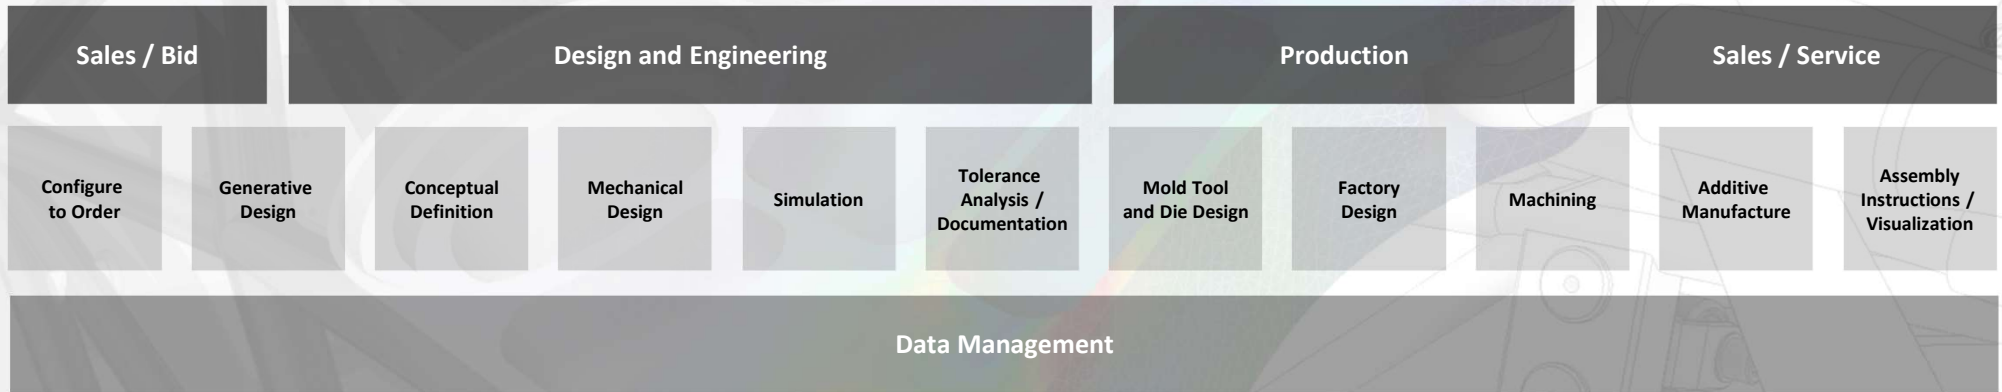 Sales / Bid
Design and Engineering
Production
Sales / Service
Configure
to Order
Generative
Design
Conceptual
Definition
Mechanical
Design
Simulation
Tolerance
Analysis /
Documentation
Mold Tool
and Die Design
Factory
Design
Machining
Additive
Manufacture
Assembly
Instructions /
Visualization
Data Management